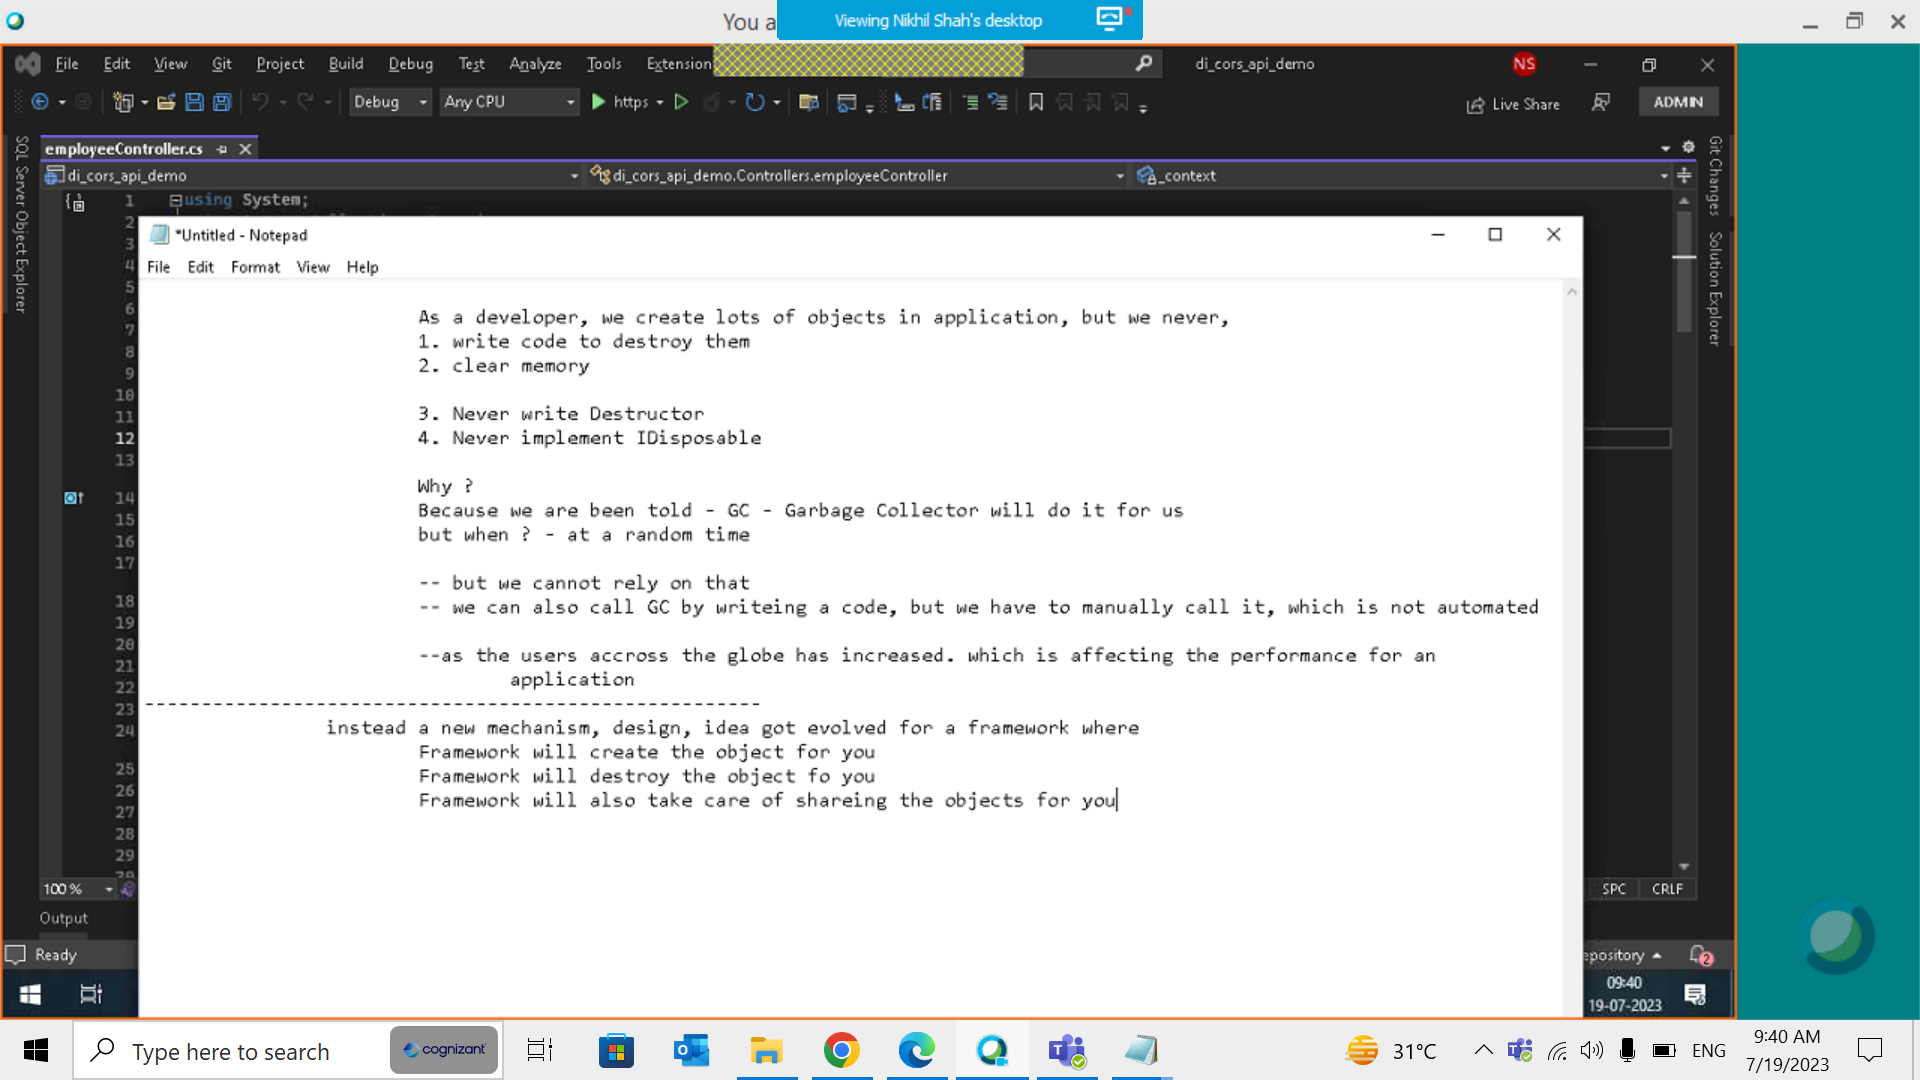 You a
Viewing Nikhil Shah's desktop
File Edit View Git Project Build Debug Test Analyze Tools Extension
di_cors_api_demo
NS
Debug Any CPU https
Live Share
ADMIN
SQL Server Object Explorer
employeeController.cs
di_cors_api_demo di_cors_api_demo.Controllers.employeeController _context
Git Changes
Solution Explorer
1 using System;
2
3
4
5
6
7
8
9
10
11
12
13
14
15
16
17
18
19
20
21
22
23
24
25
26
27
28
29
*Untitled - Notepad
File Edit Format View Help
As a developer, we create lots of objects in application, but we never,
1. write code to destroy them
2. clear memory
3. Never write Destructor
4. Never implement IDisposable
Why ?
Because we are been told - GC - Garbage Collector will do it for us
but when ? - at a random time
-- but we cannot rely on that
-- we can also call GC by writeing a code, but we have to manually call it, which is not automated
--as the users accross the globe has increased. which is affecting the performance for an
application
------------------------------------------------------
instead a new mechanism, design, idea got evolved for a framework where
Framework will create the object for you
Framework will destroy the object fo you
Framework will also take care of shareing the objects for you
100 %
SPC CRLF
Output
Ready
epository
2
09:40
19-07-2023
Type here to search
cognizant
31°C
ENG
9:40 AM
7/19/2023